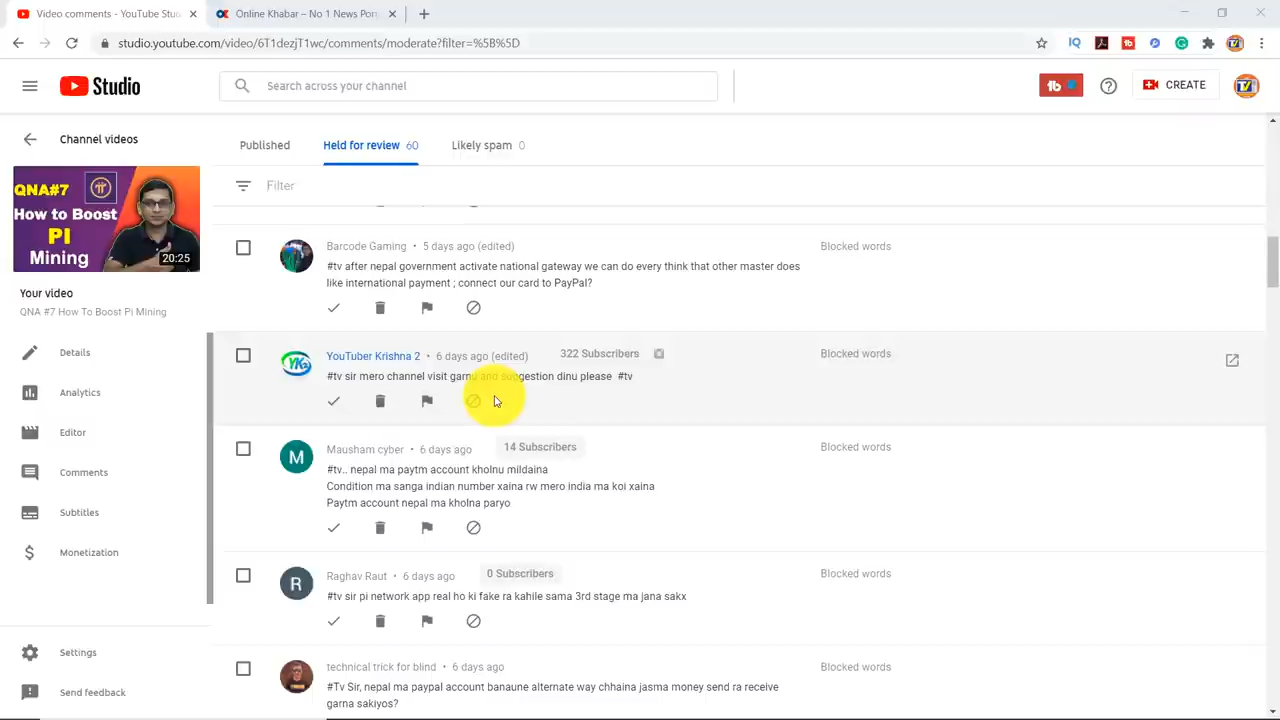 Video comments - YouTube Stu
Online Khabar – No 1 News Por
studio.youtube.com/video/6T1dezjT1wc/comments/moderate?filter=%5B%5D
IQ
Studio
Search across your channel
CREATE
Channel videos
Published
Held for review 60
Likely spam 0
Filter
QNA#7
How to Boost
PI
Mining
20:25
Your video
QNA #7 How To Boost Pi Mining
Details
Analytics
Editor
Comments
Subtitles
Monetization
Settings
Send feedback
Barcode Gaming • 5 days ago (edited)
Blocked words
#tv after nepal government activate national gateway we can do every think that other master does
like international payment ; connect our card to PayPal?
YouTuber Krishna 2 • 6 days ago (edited)
322 Subscribers
Blocked words
#tv sir mero channel visit garnu and suggestion dinu please #tv
Mausham cyber • 6 days ago
14 Subscribers
Blocked words
#tv.. nepal ma paytm account kholnu mildaina
Condition ma sanga indian number xaina rw mero india ma koi xaina
Paytm account nepal ma kholna paryo
Raghav Raut • 6 days ago
0 Subscribers
Blocked words
#tv sir pi network app real ho ki fake ra kahile sama 3rd stage ma jana sakx
technical trick for blind • 6 days ago
Blocked words
#Tv Sir, nepal ma paypal account banaune alternate way chhaina jasma money send ra receive
garna sakiyos?